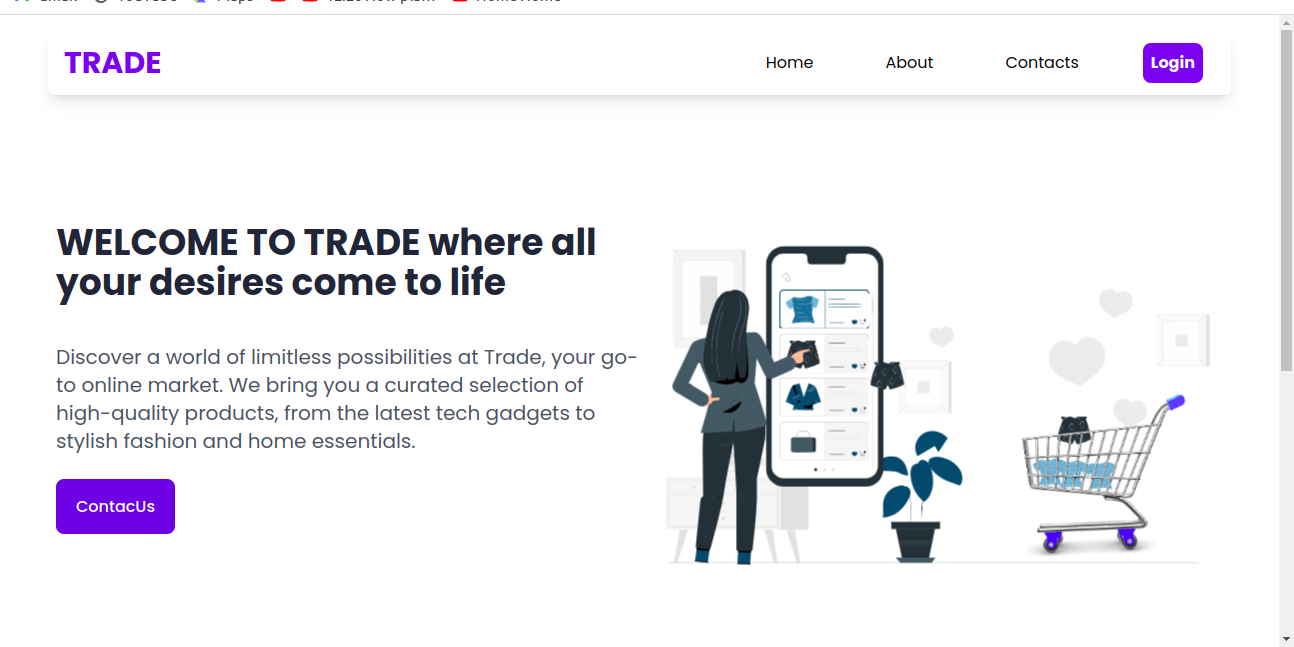 TRADE
Home About Contacts Login
WELCOME TO TRADE where all
your desires come to life
Discover a world of limitless possibilities at Trade, your go-
to online market. We bring you a curated selection of
high-quality products, from the latest tech gadgets to
stylish fashion and home essentials.
ContacUs